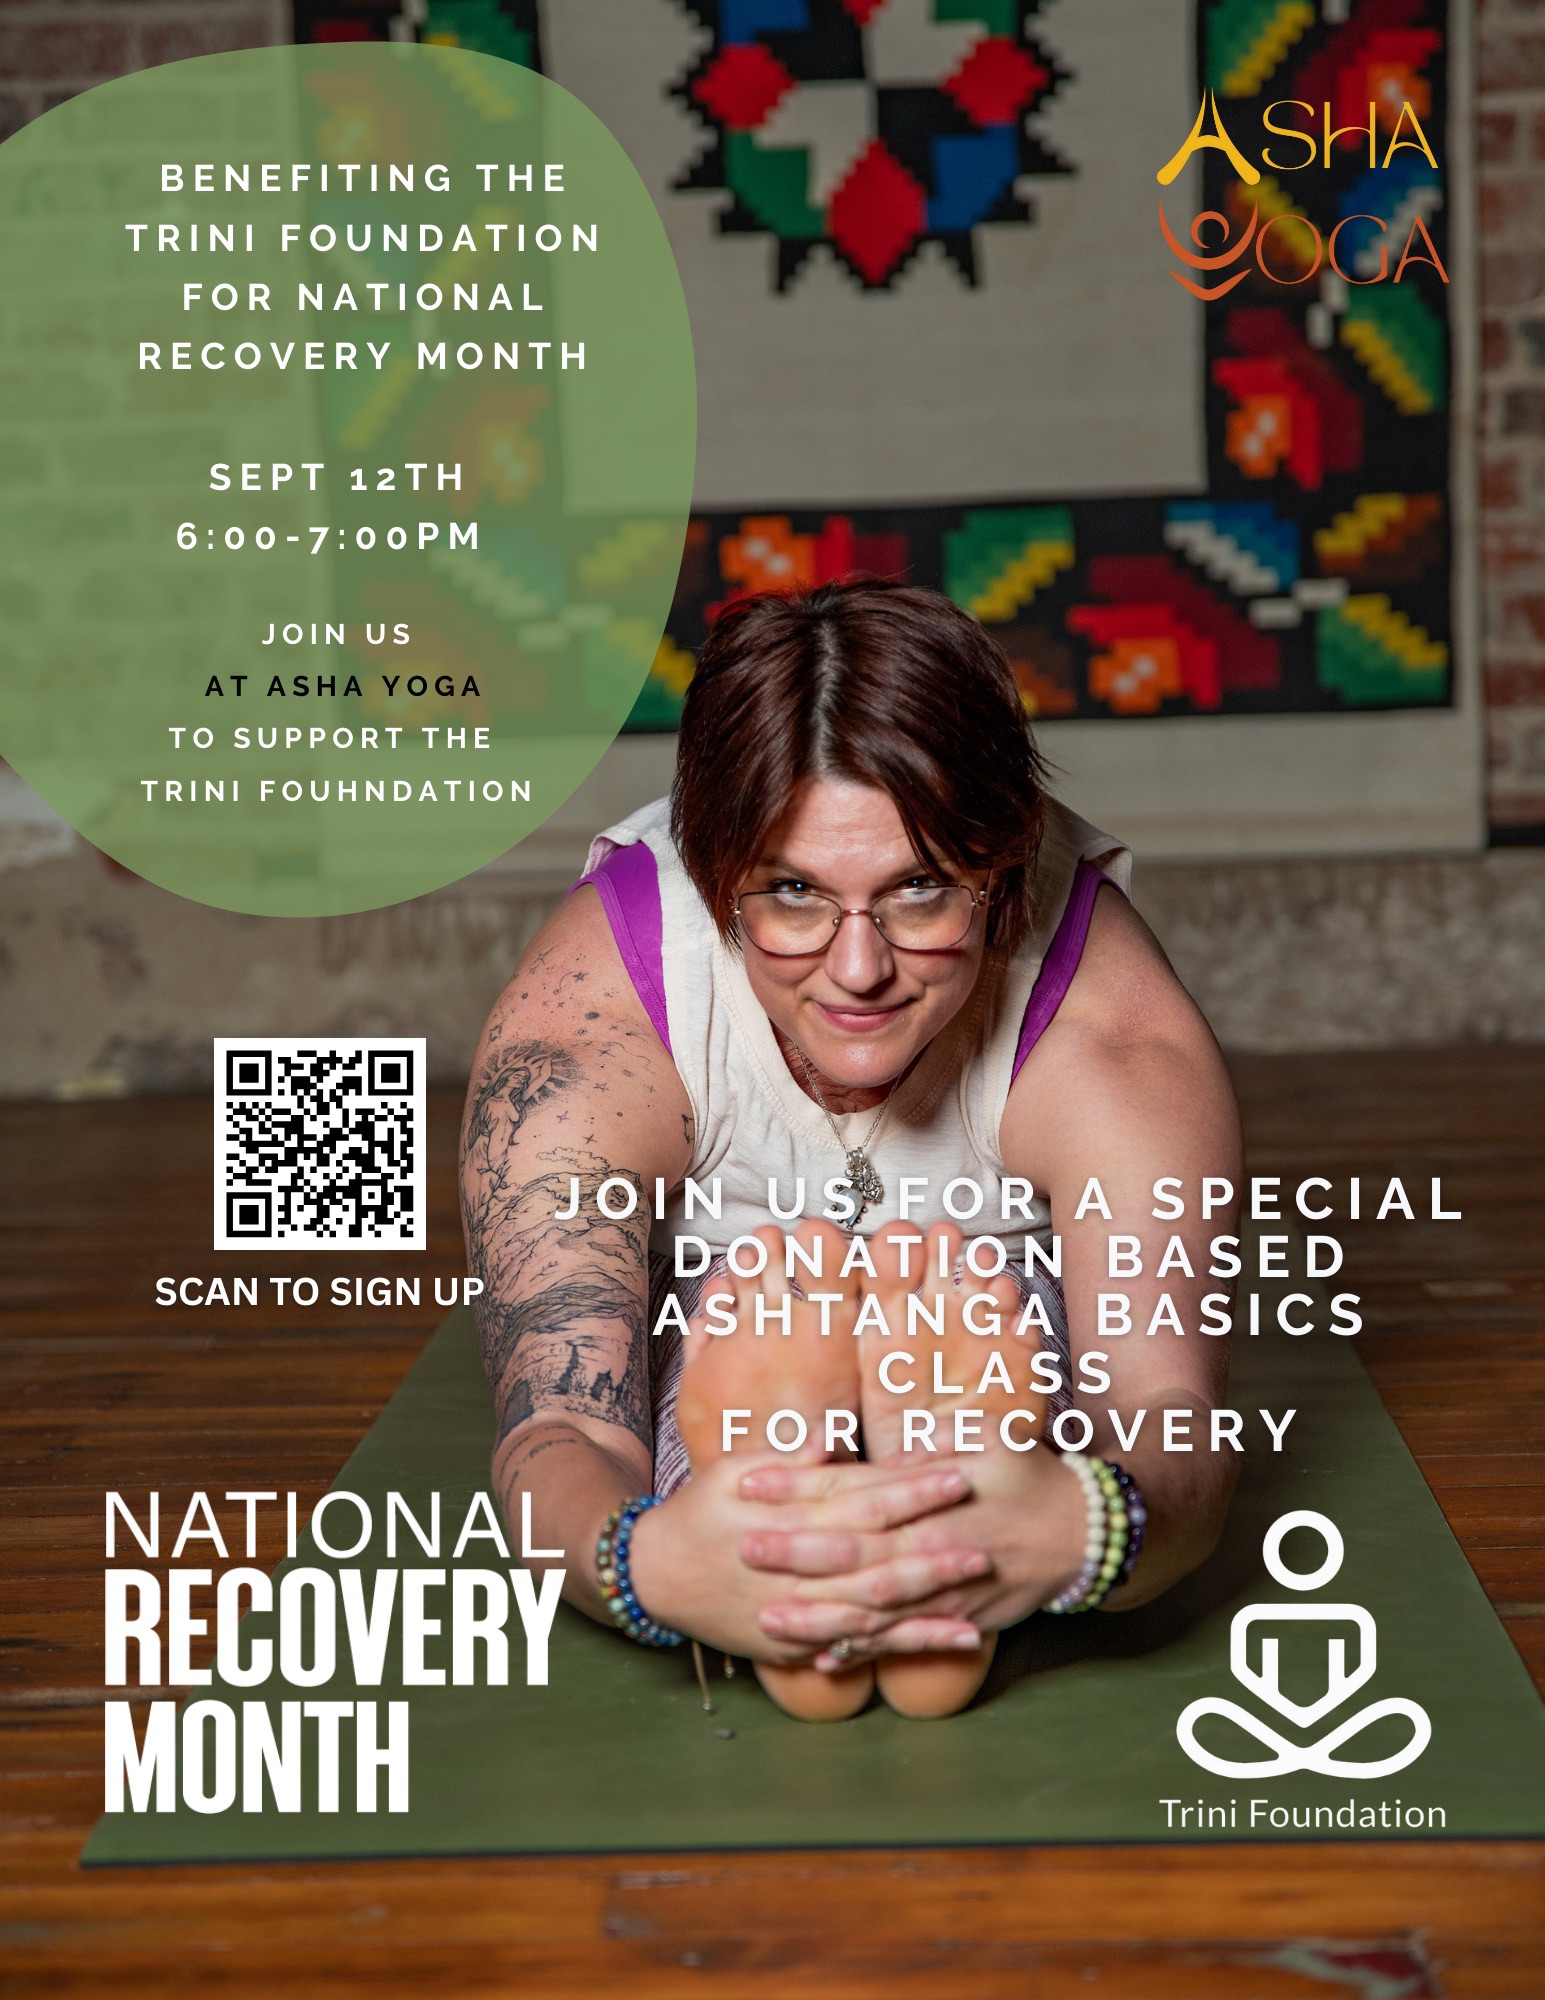 BENEFITING THE
TRINI FOUNDATION
FOR NATIONAL
RECOVERY MONTH
SEPT 12TH
6:00-7:00PM
JOIN US
AT ASHA YOGA
TO SUPPORT THE
TRINI FOUHNDATION
ASHA
YOGA
SCAN TO SIGN UP
JOIN US FOR A SPECIAL
DONATION BASED
ASHTANGA BASICS
CLASS
FOR RECOVERY
NATIONAL
RECOVERY
MONTH
Trini Foundation